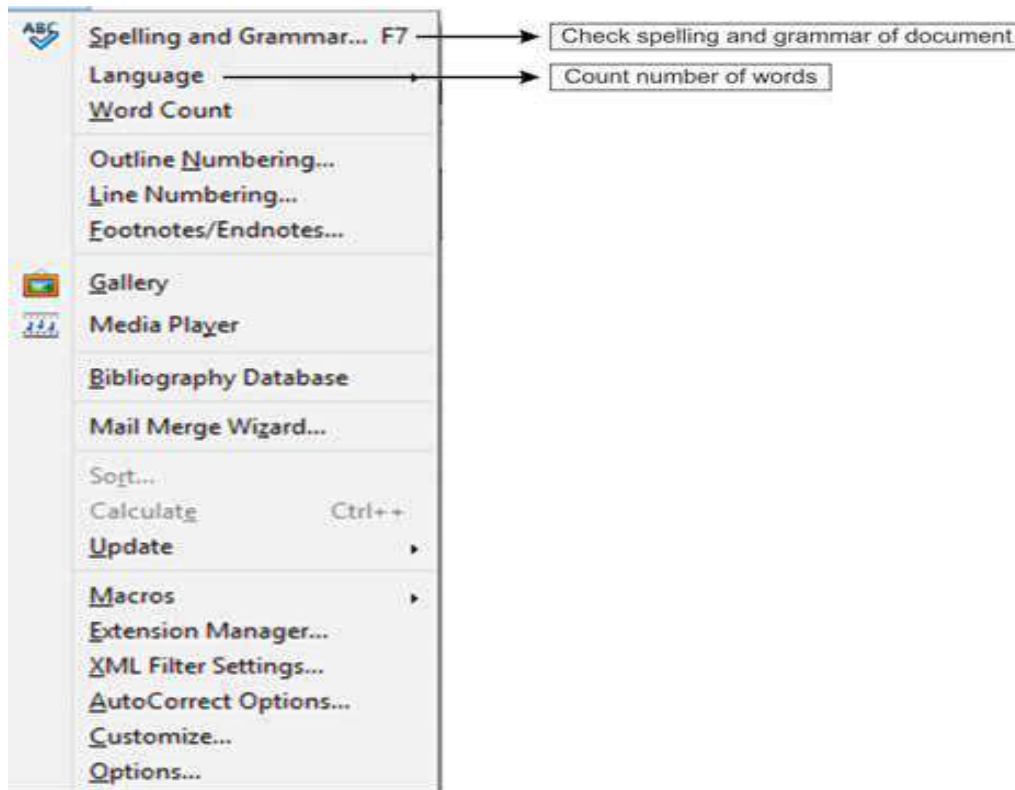 ABC
Spelling and Grammar... F7 Check spelling and grammar of document
Language Count number of words
Word Count
Outline Numbering...
Line Numbering...
Footnotes/Endnotes...
Gallery
Media Player
Bibliography Database
Mail Merge Wizard...
Sort...
Calculate Ctrl++
Update
Macros
Extension Manager...
XML Filter Settings...
AutoCorrect Options...
Customize...
Options...